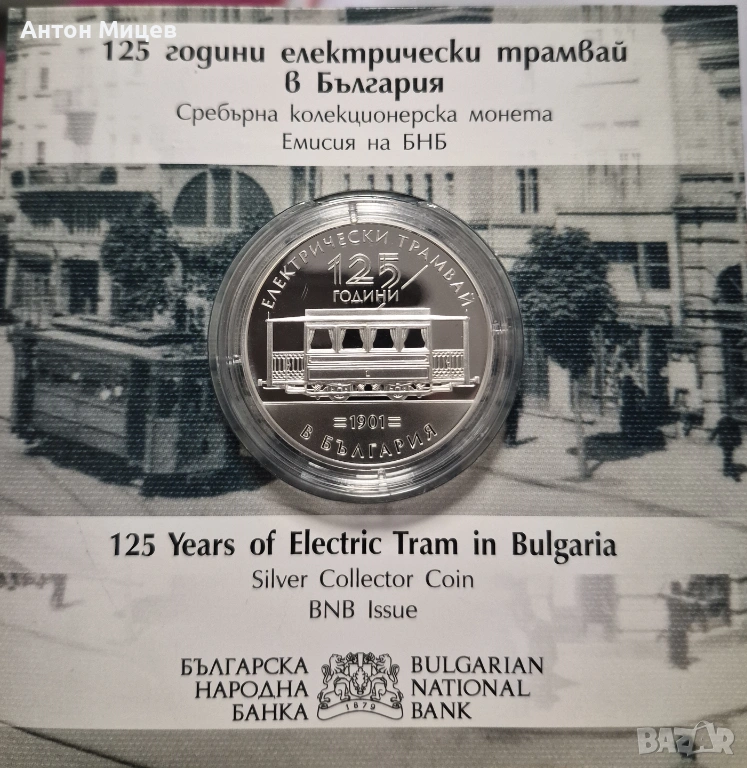 Антон Мицев
125 години електрически трамвай
в България
Сребърна колекционерска монета
Емисия на БНБ
ЕЛЕКТРИЧЕСКИ ТРАМВАЙ
125
ГОДИНИ
1
=1901=
В БЪЛГАРИЯ
125 Years of Electric Tram in Bulgaria
Silver Collector Coin
BNB Issue
БЪЛГАРСКА
НАРОДНА
БАНКА
1879
BULGARIAN
NATIONAL
BANK
BAZAR